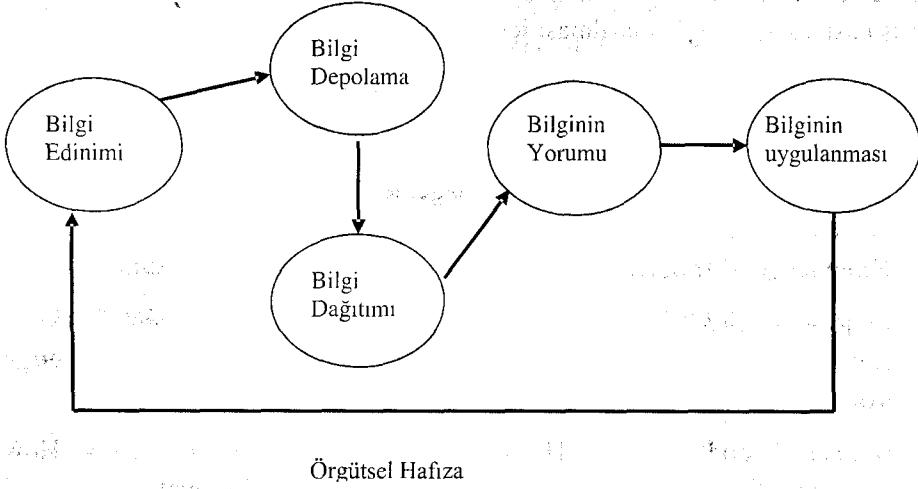 Bilgi
Edinimi
Bilgi
Depolama
Bilgi
Dağıtımı
Bilginin
Yorumu
Bilginin
uygulanması
Örgütsel Hafıza